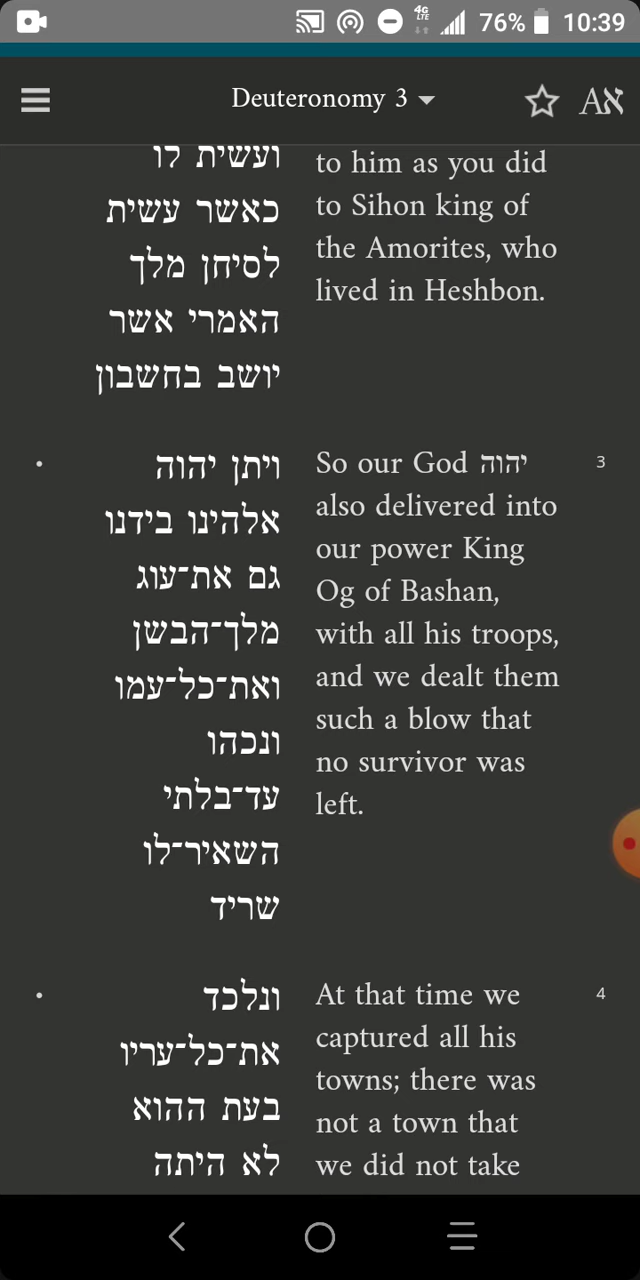 4G
LTE
76%
10:39
Deuteronomy 3
Aא
ועשית לו
כאשר עשית
לסיחן מלך
האמרי אשר
יושב בחשבון
to him as you did
to Sihon king of
the Amorites, who
lived in Heshbon.
ויתן יהוה
אלהינו בידנו
גם את־עוג
מלך־הבשן
ואת־כל־עמו
ונכהו
עד־בלתי
השאיר־לו
שריד
So our God יהוה
also delivered into
our power King
Og of Bashan,
with all his troops,
and we dealt them
such a blow that
no survivor was
left.
3
ונלכד
את־כל־עריו
בעת ההוא
לא היתה
At that time we
captured all his
towns; there was
not a town that
we did not take
4